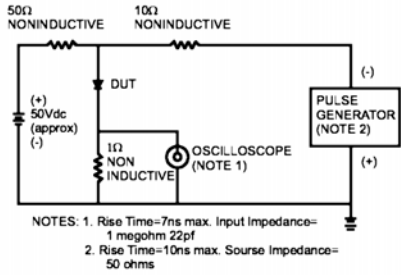 50Ω
NONINDUCTIVE
10Ω
NONINDUCTIVE
DUT
(+)
50Vdc
(approx)
(-)
1Ω
NON
INDUCTIVE
OSCILLOSCOPE
(NOTE 1)
(-)
PULSE
GENERATOR
(NOTE 2)
(+)
NOTES: 1. Rise Time=7ns max. Input Impedance=
1 megohm 22pf
2. Rise Time=10ns max. Sourse Impedance=
50 ohms